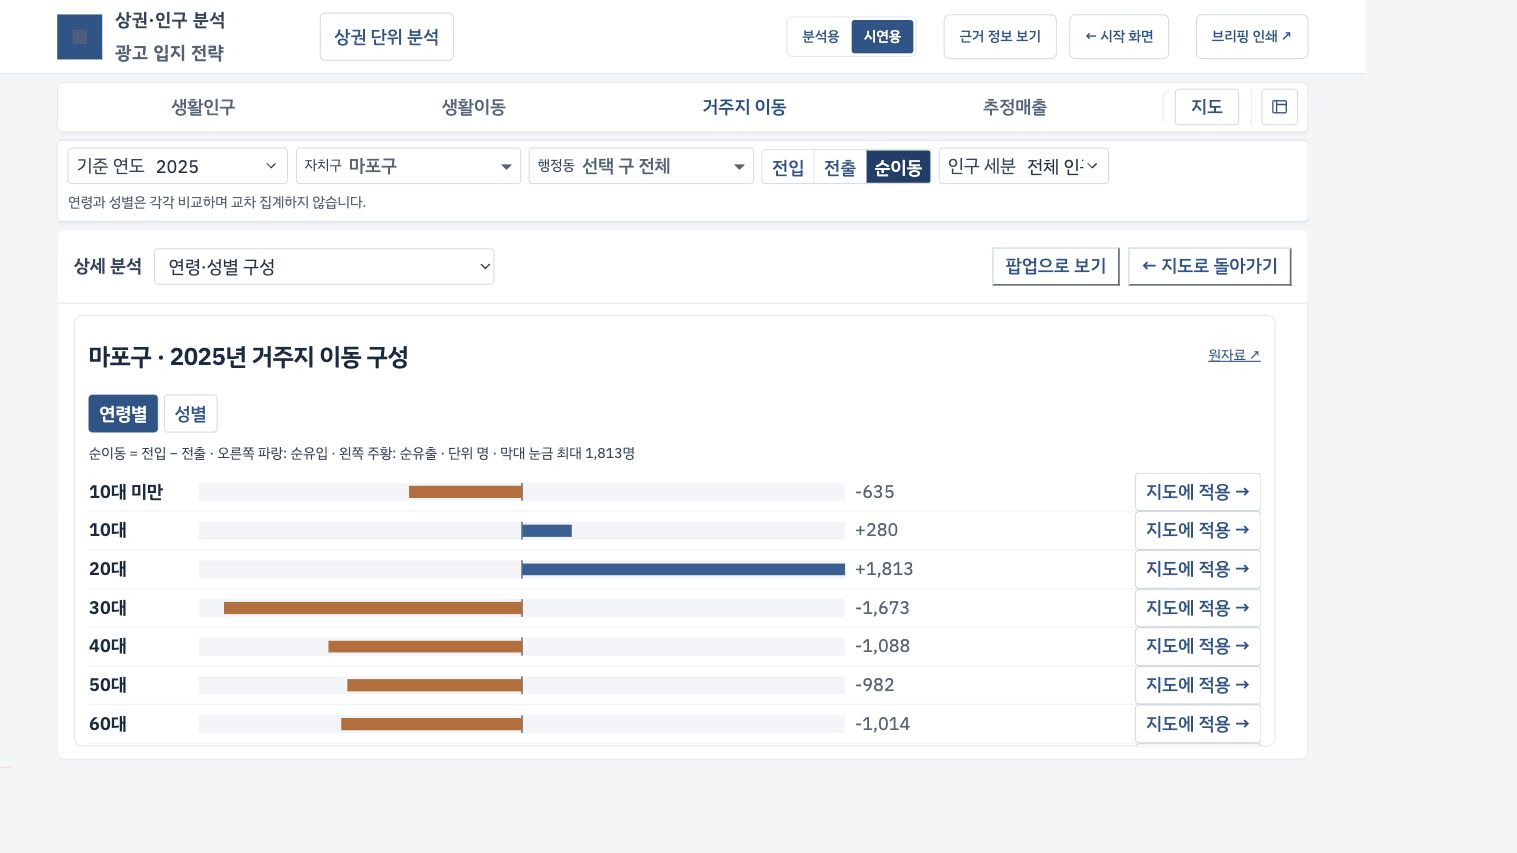 상권·인구 분석
광고 입지 전략
상권 단위 분석
분석용 시연용 근거 정보 보기 ← 시작 화면 브리핑 인쇄 ↗
생활인구 생활이동 거주지 이동 추정매출 지도
기준 연도 2025 자치구 마포구 행정동 선택 구 전체 전입 전출 순이동 인구 세분 전체 인
연령과 성별은 각각 비교하며 교차 집계하지 않습니다.
상세 분석 연령·성별 구성 팝업으로 보기 ← 지도로 돌아가기
마포구 · 2025년 거주지 이동 구성 원자료 ↗
연령별 성별
순이동 = 전입 − 전출 · 오른쪽 파랑: 순유입 · 왼쪽 주황: 순유출 · 단위 명 · 막대 눈금 최대 1,813명
10대 미만 -635 지도에 적용 →
10대 +280 지도에 적용 →
20대 +1,813 지도에 적용 →
30대 -1,673 지도에 적용 →
40대 -1,088 지도에 적용 →
50대 -982 지도에 적용 →
60대 -1,014 지도에 적용 →